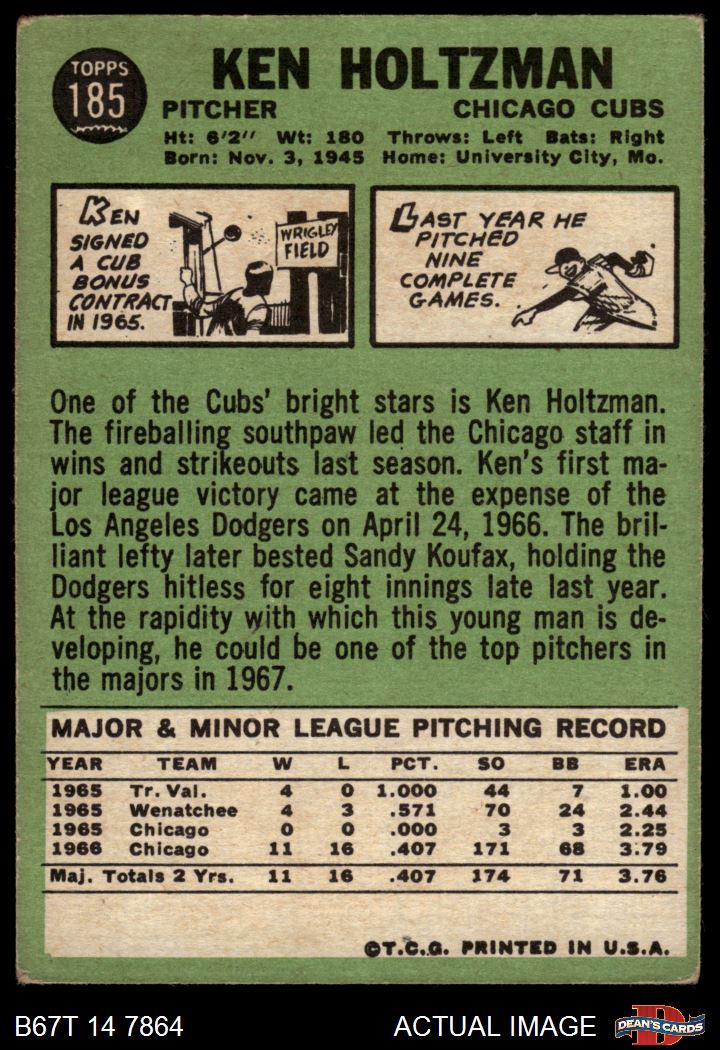 TOPPS
185
KEN HOLTZMAN
PITCHER CHICAGO CUBS
Ht: 6'2" Wt: 180 Throws: Left Bats: Right
Born: Nov. 3, 1945 Home: University City, Mo.
KEN
SIGNED
A CUB
BONUS
CONTRACT
IN 1965.
WRIGLEY
FIELD
LAST YEAR HE
PITCHED
NINE
COMPLETE
GAMES.
One of the Cubs' bright stars is Ken Holtzman.
The fireballing southpaw led the Chicago staff in
wins and strikeouts last season. Ken's first ma-
jor league victory came at the expense of the
Los Angeles Dodgers on April 24, 1966. The bril-
liant lefty later bested Sandy Koufax, holding the
Dodgers hitless for eight innings late last year.
At the rapidity with which this young man is de-
veloping, he could be one of the top pitchers in
the majors in 1967.
MAJOR & MINOR LEAGUE PITCHING RECORD
YEAR TEAM W L PCT. SO BB ERA
1965 Tr. Val. 4 0 1.000 44 7 1.00
1965 Wenatchee 4 3 .571 70 24 2.44
1965 Chicago 0 0 .000 3 3 2.25
1966 Chicago 11 16 .407 171 68 3.79
Maj. Totals 2 Yrs. 11 16 .407 174 71 3.76
©T.C.G. PRINTED IN U.S.A.
B67T 14 7864 ACTUAL IMAGE
D
DEAN'S CARDS